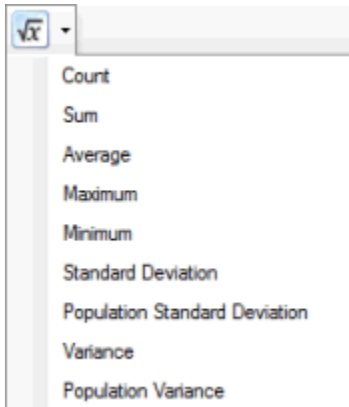 √x
Count
Sum
Average
Maximum
Minimum
Standard Deviation
Population Standard Deviation
Variance
Population Variance